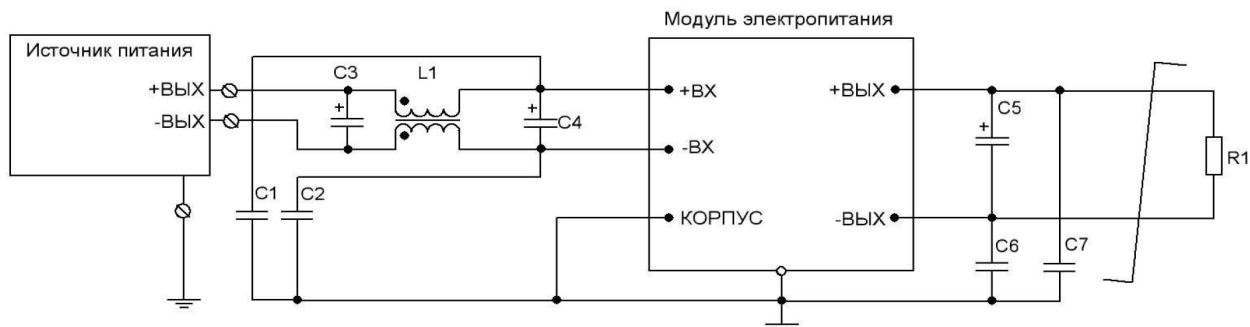 Модуль электропитания
Источник питания
+ВЫХ
-ВЫХ
C3
L1
+
+
C4
C1
C2
+ВХ
-ВХ
КОРПУС
+ВЫХ
-ВЫХ
C5
+
C6
C7
R1